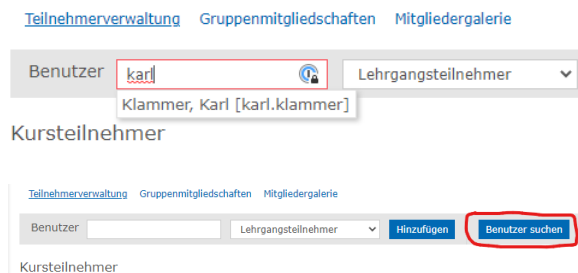 Teilnehmerverwaltung Gruppenmitgliedschaften Mitgliedergalerie
Benutzer karl Lehrgangsteilnehmer
Klammer, Karl [karl.klammer]
Kursteilnehmer
Teilnehmerverwaltung Gruppenmitgliedschaften Mitgliedergalerie
Benutzer Lehrgangsteilnehmer Hinzufügen Benutzer suchen
Kursteilnehmer